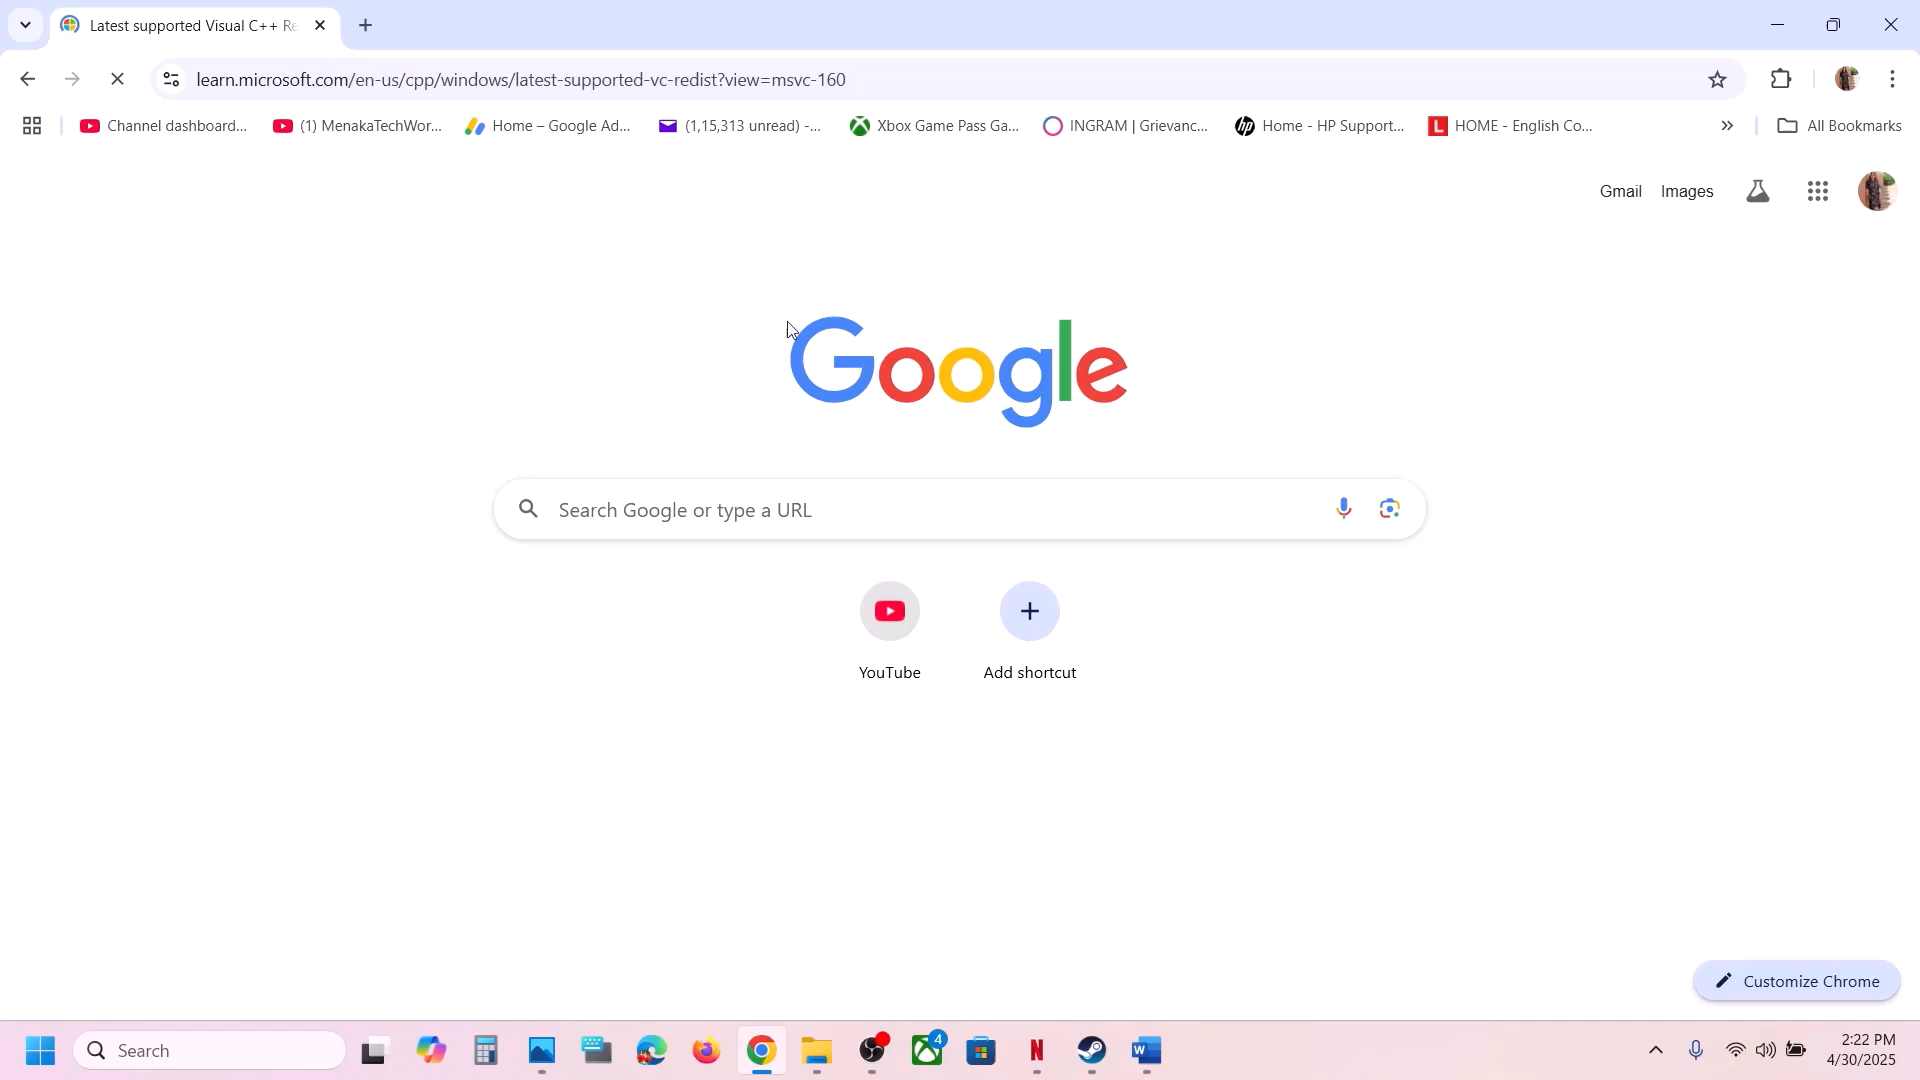 Latest supported Visual C++ Re
learn.microsoft.com/en-us/cpp/windows/latest-supported-vc-redist?view=msvc-160
Channel dashboard...
(1) MenakaTechWor...
Home – Google Ad...
(1,15,313 unread) -...
Xbox Game Pass Ga...
INGRAM | Grievanc...
Home - HP Support...
HOME - English Co...
All Bookmarks
Gmail
Images
Google
Search Google or type a URL
YouTube
Add shortcut
Customize Chrome
Search
4
2:22 PM
4/30/2025